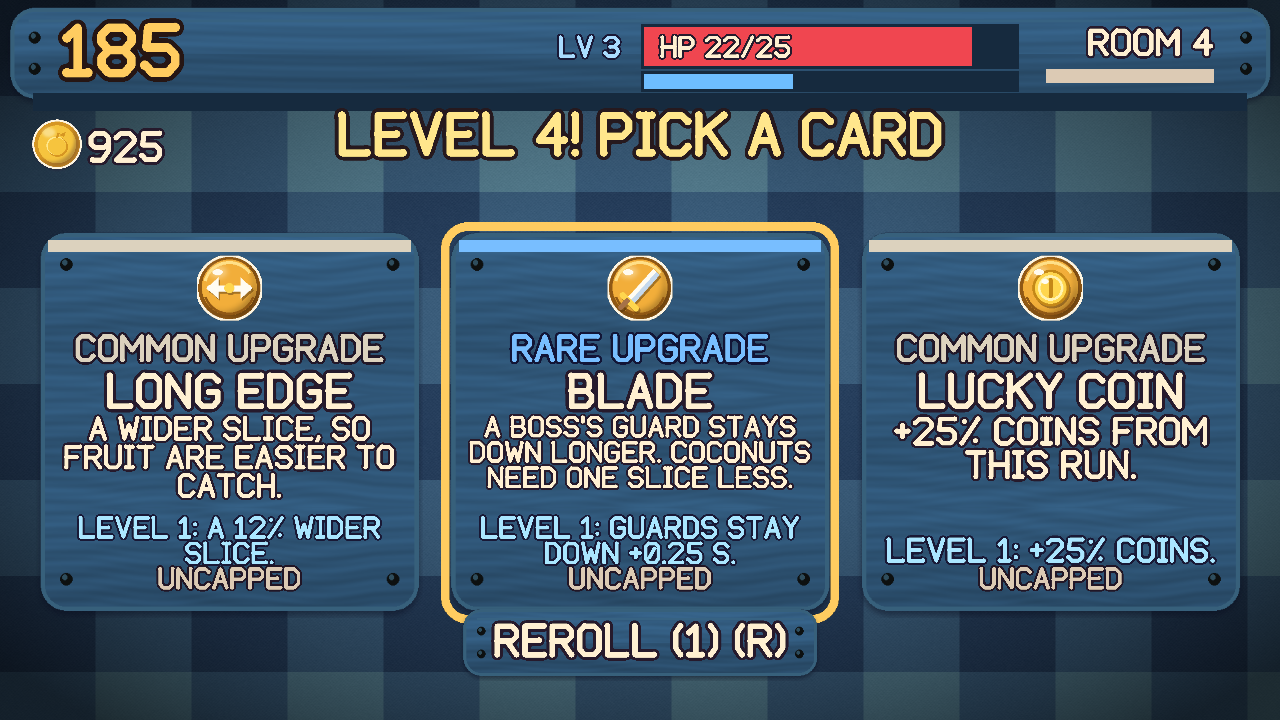 185
LV 3
HP 22/25
ROOM 4
925
LEVEL 4! PICK A CARD
COMMON UPGRADE
LONG EDGE
A WIDER SLICE, SO
FRUIT ARE EASIER TO
CATCH.
LEVEL 1: A 12% WIDER
SLICE.
UNCAPPED
RARE UPGRADE
BLADE
A BOSS'S GUARD STAYS
DOWN LONGER. COCONUTS
NEED ONE SLICE LESS.
LEVEL 1: GUARDS STAY
DOWN +0.25 S.
UNCAPPED
COMMON UPGRADE
LUCKY COIN
+25% COINS FROM
THIS RUN.
LEVEL 1: +25% COINS.
UNCAPPED
REROLL (1) (R)